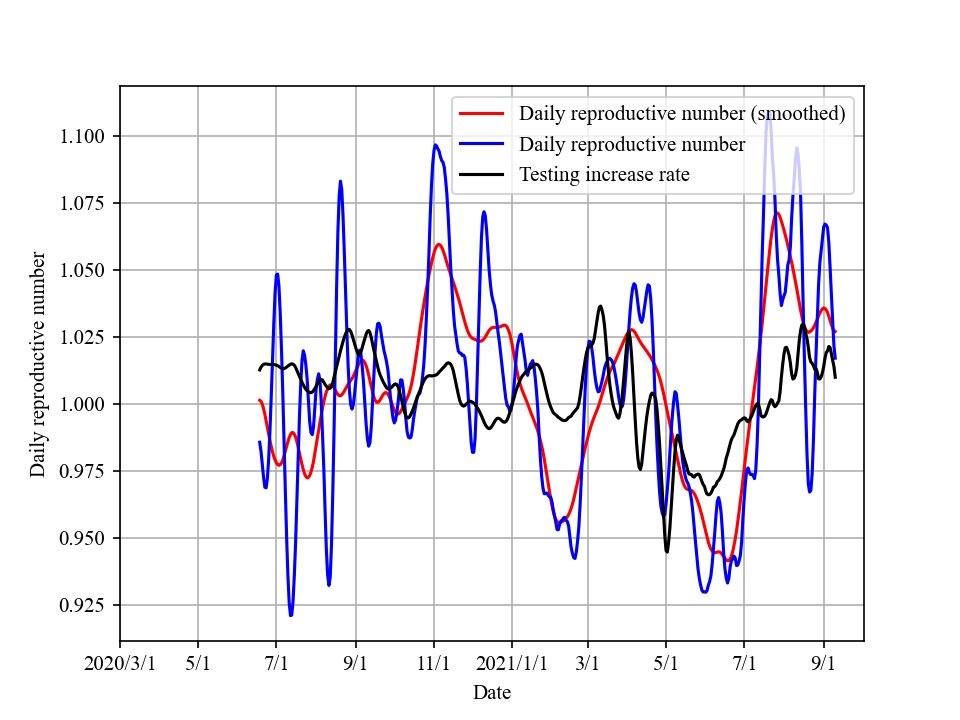 Daily reproductive number (smoothed)
Daily reproductive number
Testing increase rate
Daily reproductive number
1.100
1.075
1.050
1.025
1.000
0.975
0.950
0.925
2020/3/1 5/1 7/1 9/1 11/1 2021/1/1 3/1 5/1 7/1 9/1
Date